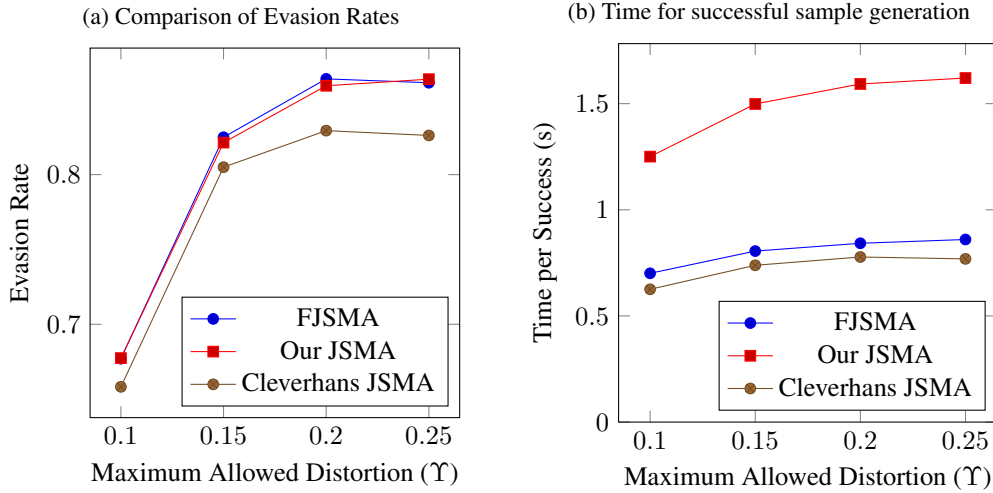 (a) Comparison of Evasion Rates
0.8
0.7
0.1 0.15 0.2 0.25
Evasion Rate
Maximum Allowed Distortion (ϒ)
FJSMA
Our JSMA
Cleverhans JSMA
(b) Time for successful sample generation
1.5
1
0.5
0
0.1 0.15 0.2 0.25
Time per Success (s)
Maximum Allowed Distortion (ϒ)
FJSMA
Our JSMA
Cleverhans JSMA